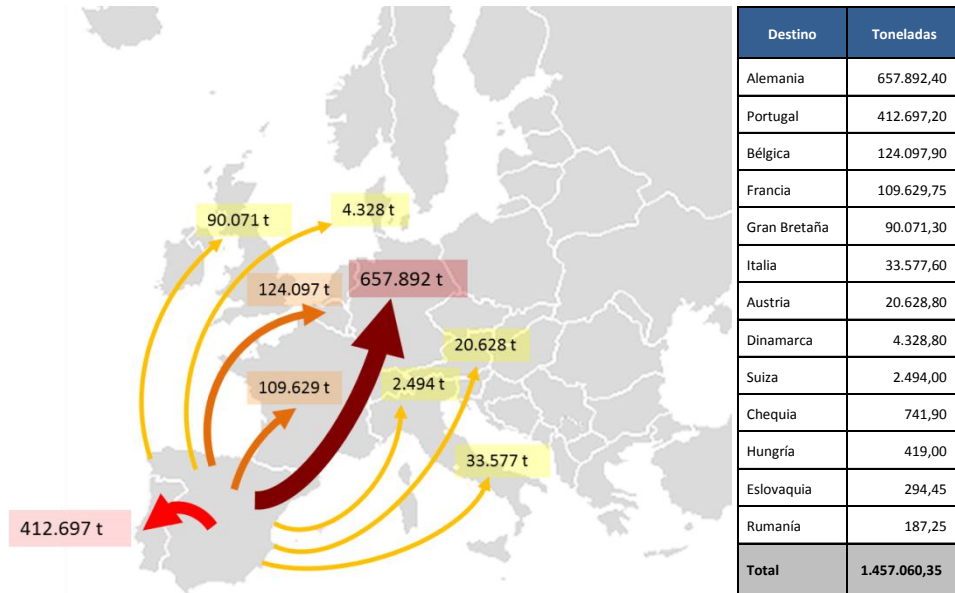 90.071 t
4.328 t
124.097 t
657.892 t
20.628 t
109.629 t
2.494 t
33.577 t
412.697 t
Destino Toneladas
Alemania 657.892,40
Portugal 412.697,20
Bélgica 124.097,90
Francia 109.629,75
Gran Bretaña 90.071,30
Italia 33.577,60
Austria 20.628,80
Dinamarca 4.328,80
Suiza 2.494,00
Chequia 741,90
Hungría 419,00
Eslovaquia 294,45
Rumanía 187,25
Total 1.457.060,35